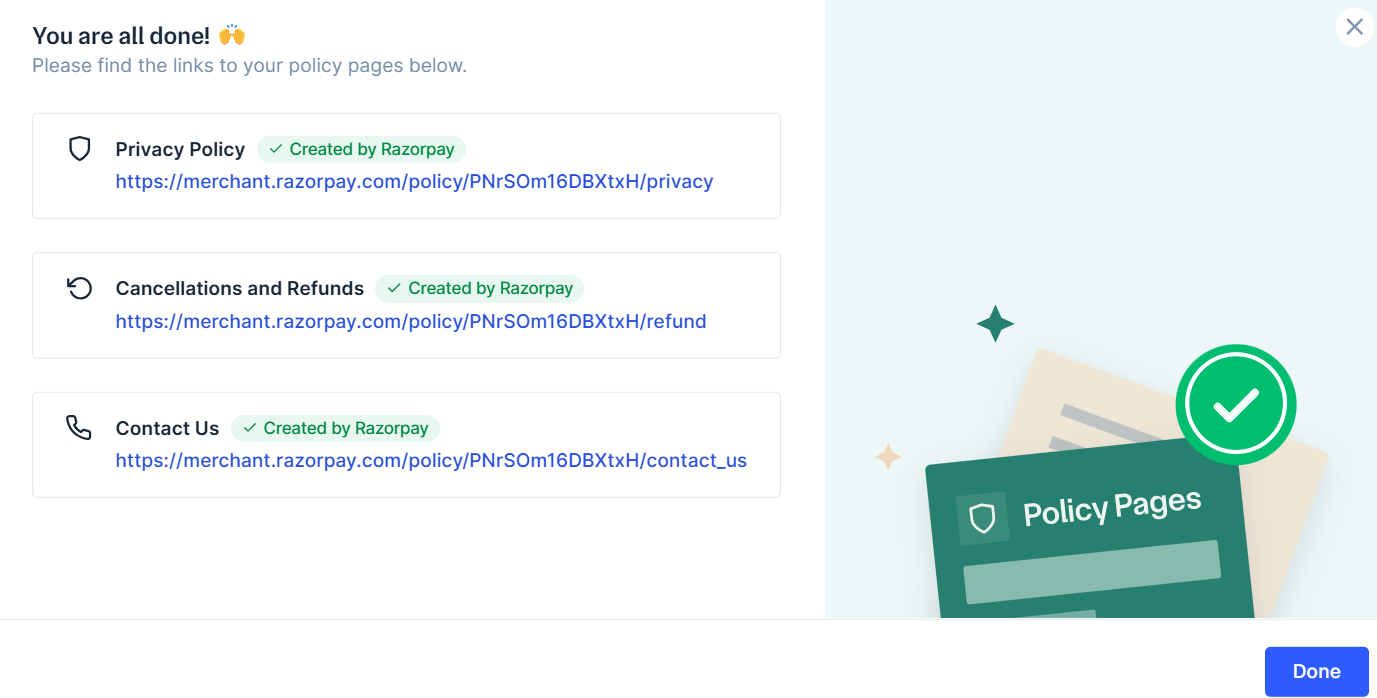 You are all done! 🙌
Please find the links to your policy pages below.
Privacy Policy ✓ Created by Razorpay
https://merchant.razorpay.com/policy/PNrSOm16DBXtxH/privacy
Cancellations and Refunds ✓ Created by Razorpay
https://merchant.razorpay.com/policy/PNrSOm16DBXtxH/refund
Contact Us ✓ Created by Razorpay
https://merchant.razorpay.com/policy/PNrSOm16DBXtxH/contact_us
Policy Pages
Done